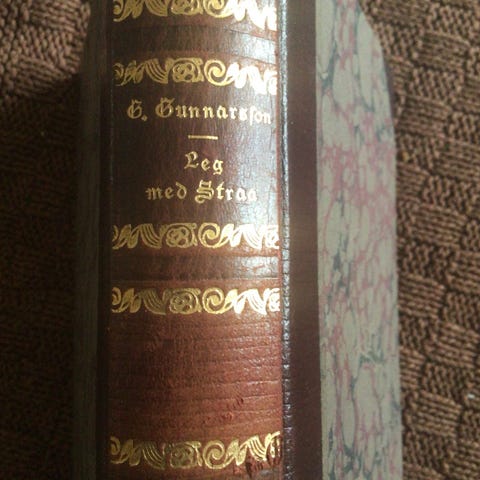 G. Gunnarsson
Leg
med Straa